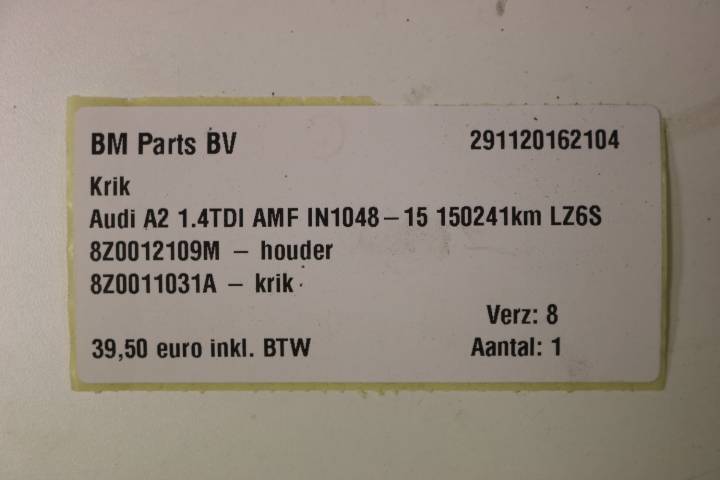 BM Parts BV 291120162104
Krik
Audi A2 1.4TDI AMF IN1048-15 150241km LZ6S
8Z0012109M - houder
8Z0011031A - krik
Verz: 8
39,50 euro inkl. BTW Aantal: 1